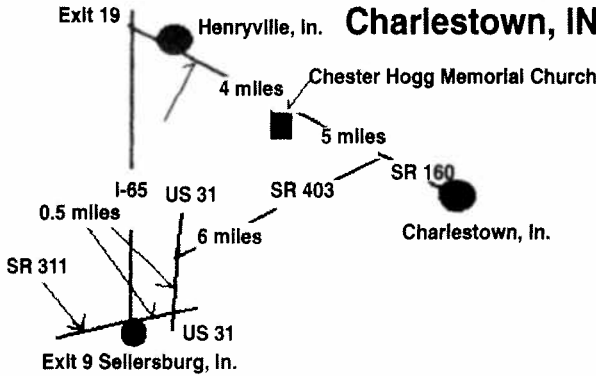 Exit 19
Henryville, In.
Charlestown, IN
4 miles
Chester Hogg Memorial Church
5 miles
SR 160
I-65
US 31
SR 403
0.5 miles
6 miles
Charlestown, In.
SR 311
US 31
Exit 9 Sellersburg, In.